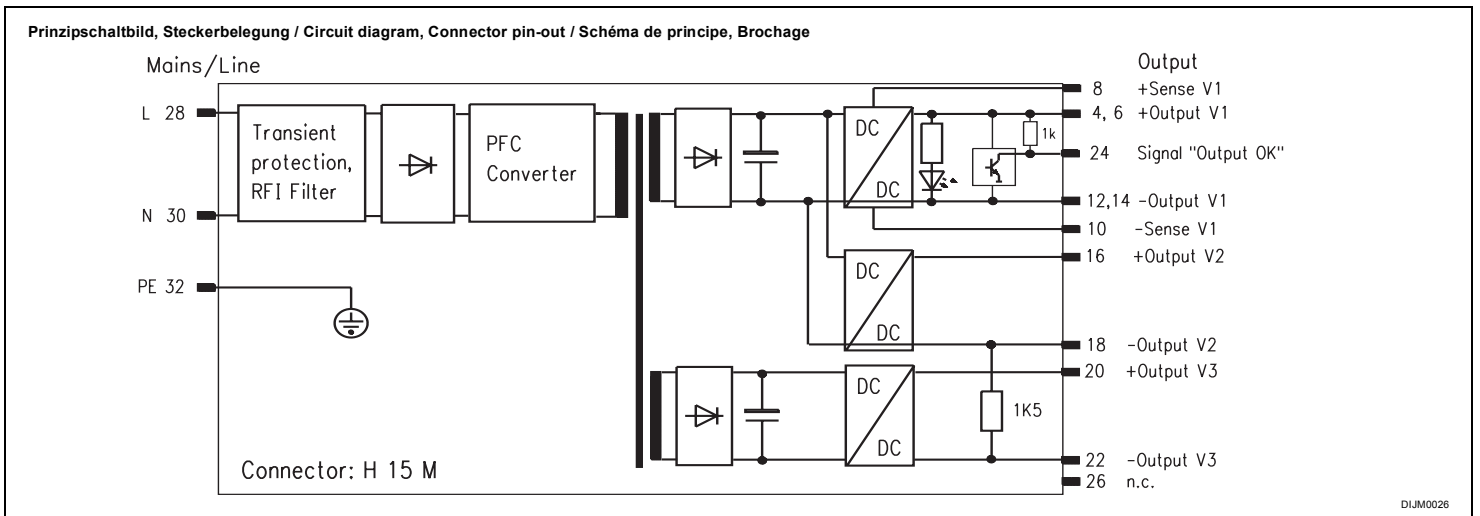 Prinzipschaltbild, Steckerbelegung / Circuit diagram, Connector pin-out / Schéma de principe, Brochage
Mains/Line
Output
L 28
N 30
PE 32
Transient
protection,
RFI Filter
PFC
Converter
DC
DC
DC
DC
DC
DC
1k
1K5
8 +Sense V1
4, 6 +Output V1
24 Signal "Output OK"
12,14 -Output V1
10 -Sense V1
16 +Output V2
18 -Output V2
20 +Output V3
22 -Output V3
26 n.c.
Connector: H 15 M
DIJM0026